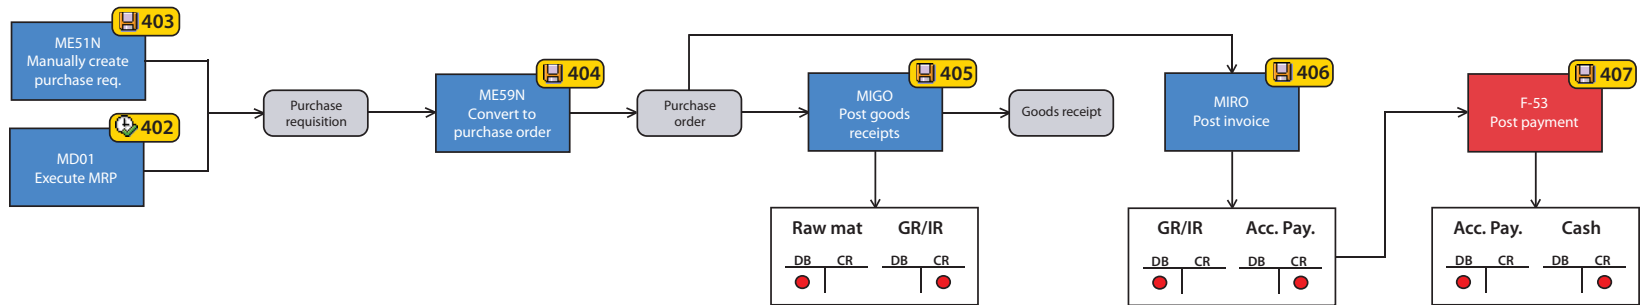 403
ME51N
Manually create
purchase req.
402
MD01
Execute MRP
Purchase
requisition
404
ME59N
Convert to
purchase order
Purchase
order
405
MIGO
Post goods
receipts
Goods receipt
406
MIRO
Post invoice
407
F-53
Post payment
Raw mat GR/IR
DB CR DB CR
GR/IR Acc. Pay.
DB CR DB CR
Acc. Pay. Cash
DB CR DB CR